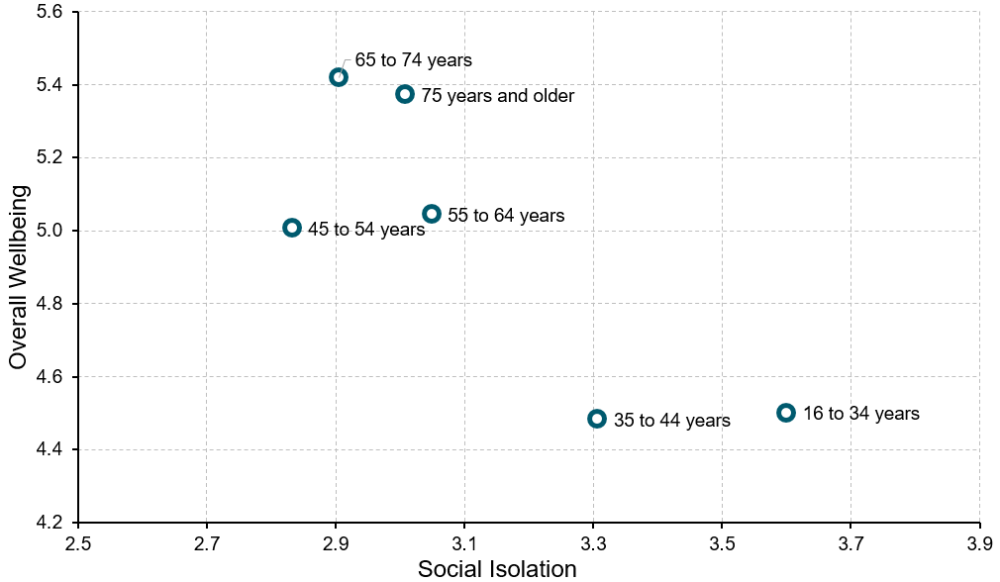 5.6
65 to 74 years
5.4
75 years and older
5.2
55 to 64 years
5.0
45 to 54 years
Overall Wellbeing
4.8
4.6
16 to 34 years
35 to 44 years
4.4
4.2
2.5 2.7 2.9 3.1 3.3 3.5 3.7 3.9
Social Isolation